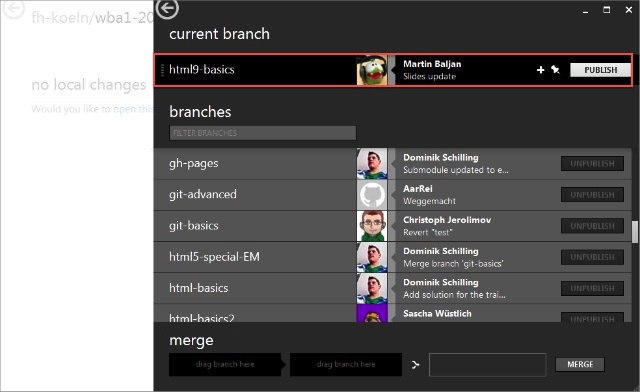 fh-koeln/wba1-20
no local changes
Would you like to open this
current branch
html9-basics
Martin Baljan
Slides update
PUBLISH
branches
FILTER BRANCHES
gh-pages
Dominik Schilling
Submodule updated to e...
UNPUBLISH
git-advanced
AarRei
Weggemacht
UNPUBLISH
git-basics
Christoph Jerolimov
Revert "test"
UNPUBLISH
html5-special-EM
Dominik Schilling
Merge branch 'git-basics'
UNPUBLISH
html-basics
Dominik Schilling
Add solution for the trai...
UNPUBLISH
html-basics2
Sascha Wüstlich
merge
drag branch here
drag branch here
MERGE